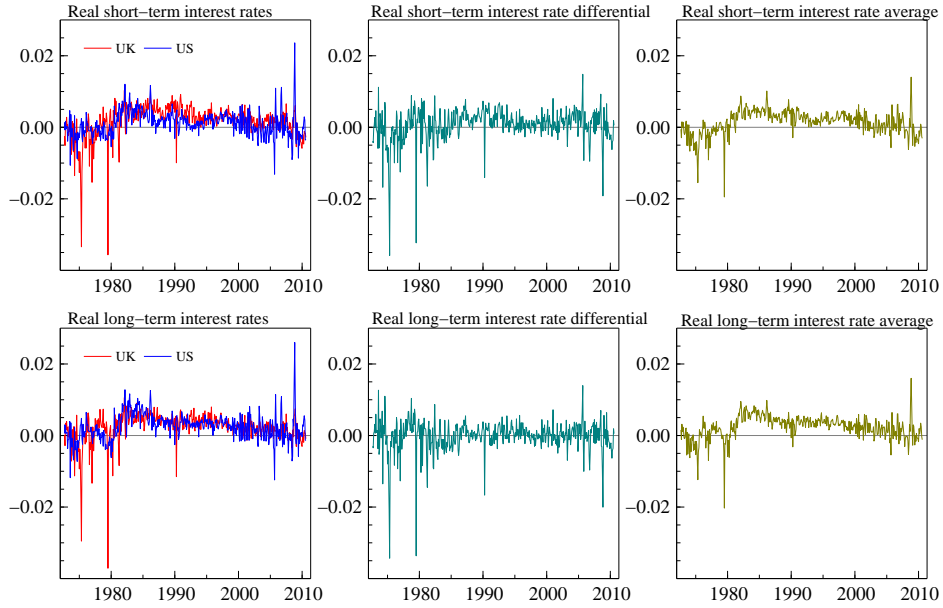 Real short−term interest rates
Real short−term interest rate differential
Real short−term interest rate average
0.02
0.00
−0.02
UK
US
1980 1990 2000 2010
0.02
0.00
−0.02
1980 1990 2000 2010
0.02
0.00
−0.02
1980 1990 2000 2010
Real long−term interest rates
Real long−term interest rate differential
Real long−term interest rate average
0.02
0.00
−0.02
UK
US
1980 1990 2000 2010
0.02
0.00
−0.02
1980 1990 2000 2010
0.02
0.00
−0.02
1980 1990 2000 2010